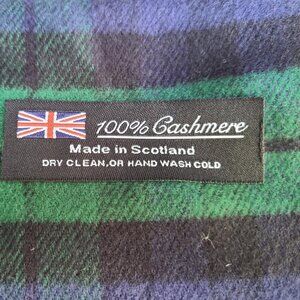 100% Cashmere
Made in Scotland
DRY CLEAN,OR HAND WASH COLD